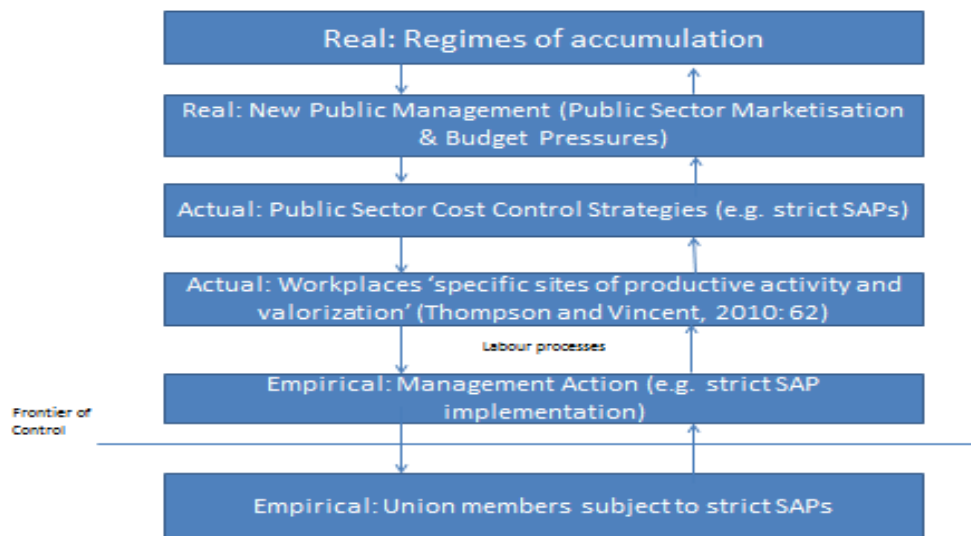 Real: Regimes of accumulation
Real: New Public Management (Public Sector Marketisation
& Budget Pressures)
Actual: Public Sector Cost Control Strategies (e.g. strict SAPs)
Actual: Workplaces ‘specific sites of productive activity and
valorization’ (Thompson and Vincent, 2010: 62)
Labour processes
Empirical: Management Action (e.g. strict SAP
implementation)
Frontier of
Control
Empirical: Union members subject to strict SAPs